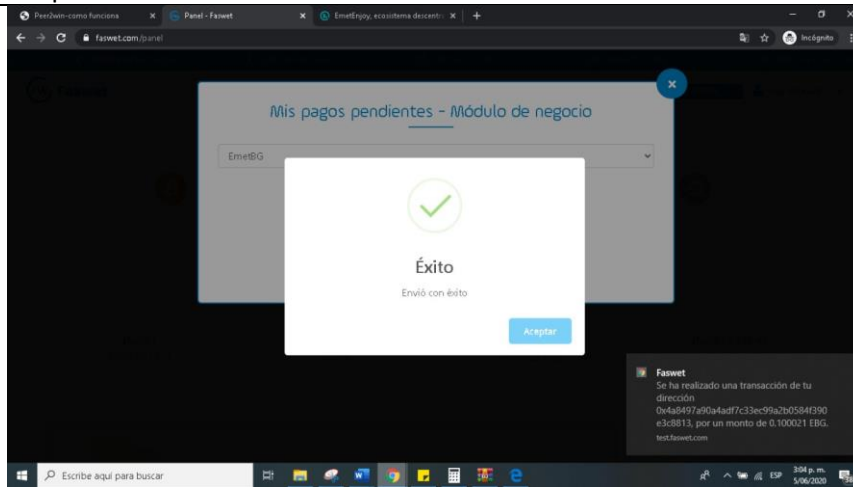 Peer2win-como funciona
Panel - Faswet
EmetEnjoy, ecosistema descentr
faswet.com/panel
Incógnito
Mis pagos pendientes - Módulo de negocio
EmetBG
Éxito
Envió con éxito
Aceptar
Faswet
Se ha realizado una transacción de tu
dirección
0x4a8497a90a4adf7c33ec99a2b0584f390
e3c8813, por un monto de 0.100021 EBG.
test.faswet.com
Escribe aquí para buscar
ESP
3:04 p. m.
5/06/2020